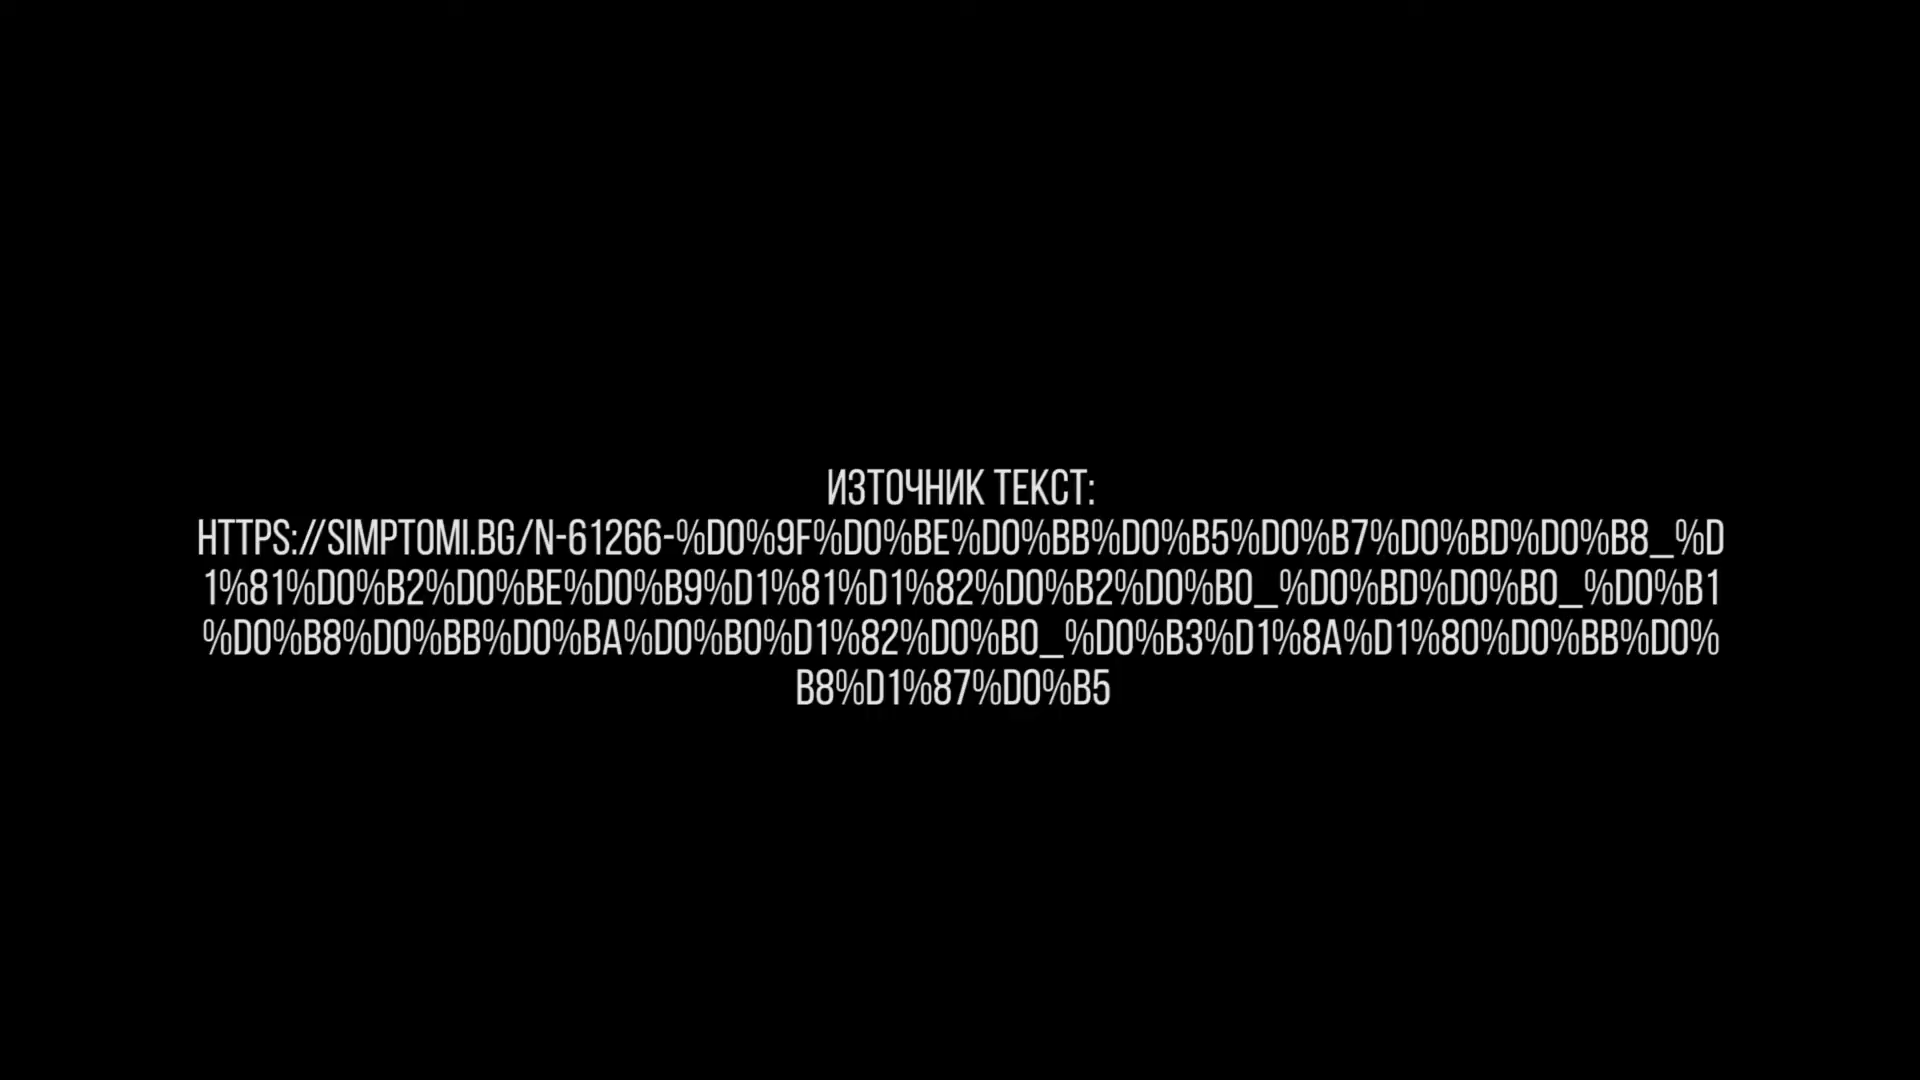 ИЗТОЧНИК ТЕКСТ:
HTTPS://SIMPTOMI.BG/N-61266-%D0%9F%D0%BE%D0%BB%D0%B5%D0%B7%D0%BD%D0%B8_%D
1%81%D0%B2%D0%BE%D0%B9%D1%81%D1%82%D0%B2%D0%B0_%D0%BD%D0%B0_%D0%B1
%D0%B8%D0%BB%D0%BA%D0%B0%D1%82%D0%B0_%D0%B3%D1%8A%D1%80%D0%BB%D0%
B8%D1%87%D0%B5